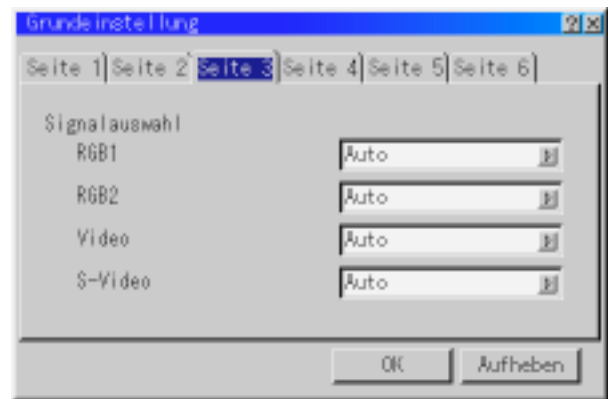 Grundeinstellung
Seite 1 Seite 2 Seite 3 Seite 4 Seite 5 Seite 6
Signalauswahl
RGB1 Auto
RGB2 Auto
Video Auto
S-Video Auto
OK Aufheben